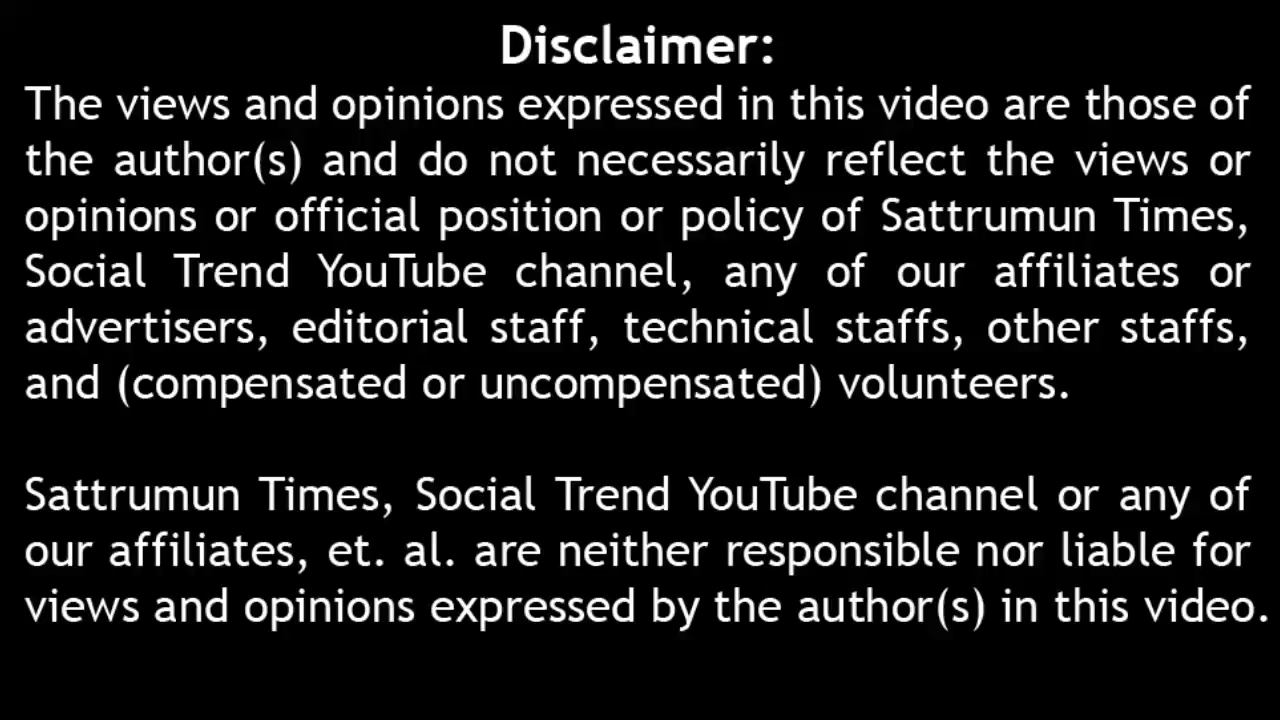 Disclaimer:
The views and opinions expressed in this video are those of
the author(s) and do not necessarily reflect the views or
opinions or official position or policy of Sattrumun Times,
Social Trend YouTube channel, any of our affiliates or
advertisers, editorial staff, technical staffs, other staffs,
and (compensated or uncompensated) volunteers.
Sattrumun Times, Social Trend YouTube channel or any of
our affiliates, et. al. are neither responsible nor liable for
views and opinions expressed by the author(s) in this video.